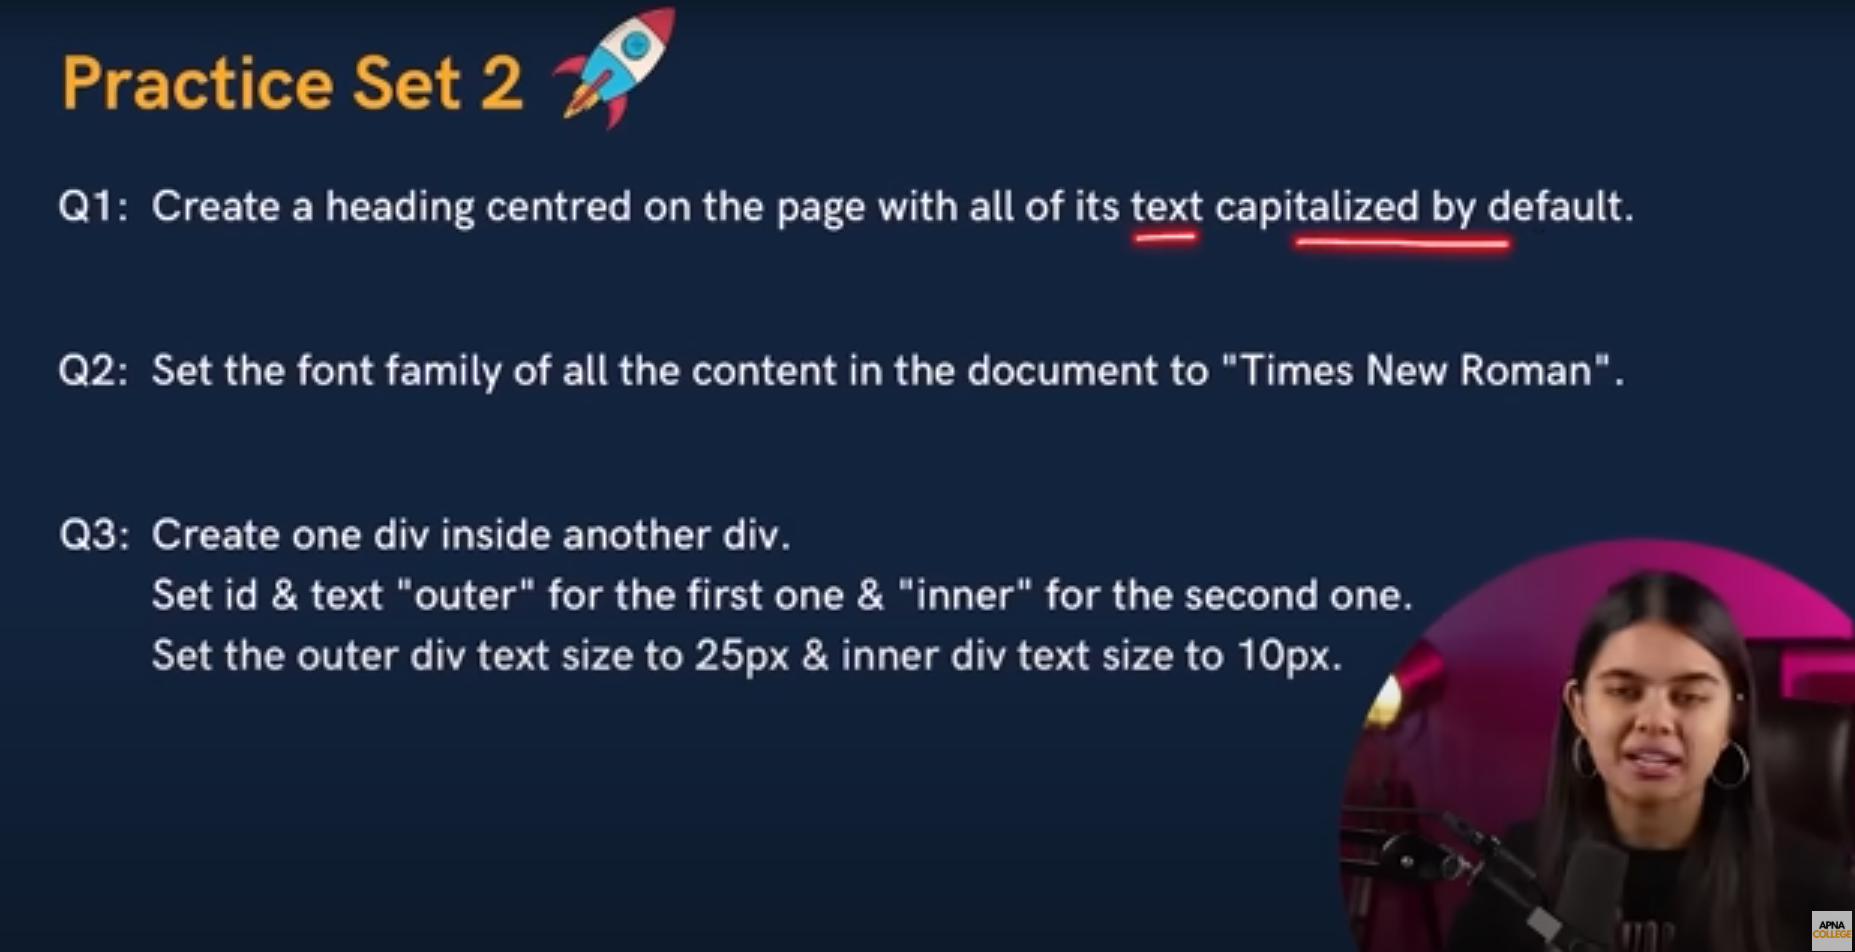 Practice Set 2
Q1: Create a heading centred on the page with all of its text capitalized by default.
Q2: Set the font family of all the content in the document to "Times New Roman".
Q3: Create one div inside another div.
Set id & text "outer" for the first one & "inner" for the second one.
Set the outer div text size to 25px & inner div text size to 10px.
APNA
COLLEGE